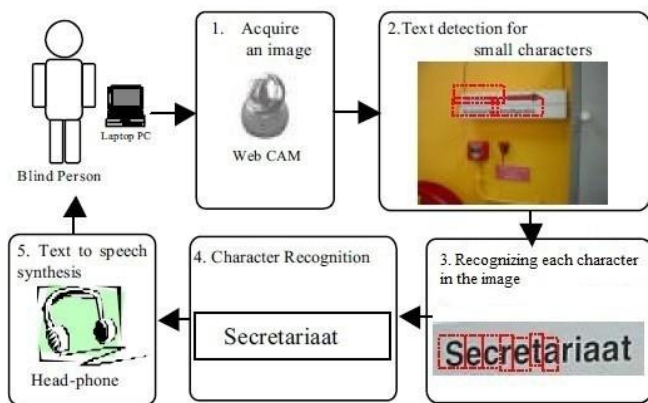 1. Acquire
an image
Web CAM
2.Text detection for
small characters
Laptop PC
Blind Person
3. Recognizing each character
in the image
Secretariaat
4. Character Recognition
Secretariaat
5. Text to speech
synthesis
Head-phone